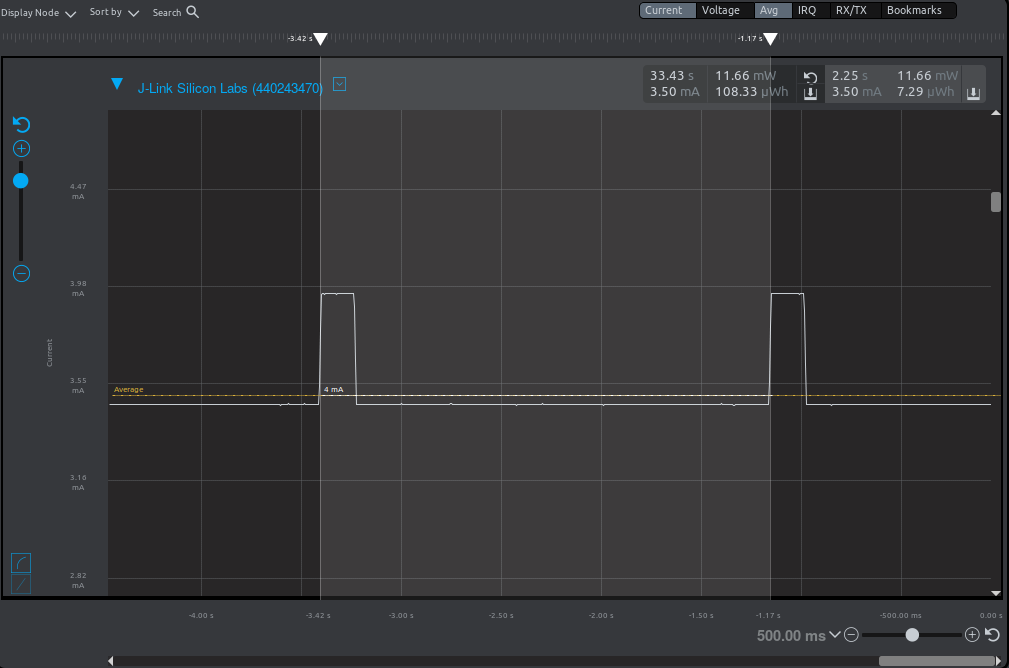 Display Node Sort by Search Current Voltage Avg IRQ RX/TX Bookmarks
-3.42 s -1.17 s
J-Link Silicon Labs (440243470)
33.43 s 11.66 mW 2.25 s 11.66 mW
3.50 mA 108.33 µWh 3.50 mA 7.29 µWh
4.47
mA
3.98
mA
Current
3.55
mA
Average 4 mA
3.16
mA
2.82
mA
-4.00 s -3.42 s -3.00 s -2.50 s -2.00 s -1.50 s -1.17 s -500.00 ms 0.00 s
500.00 ms